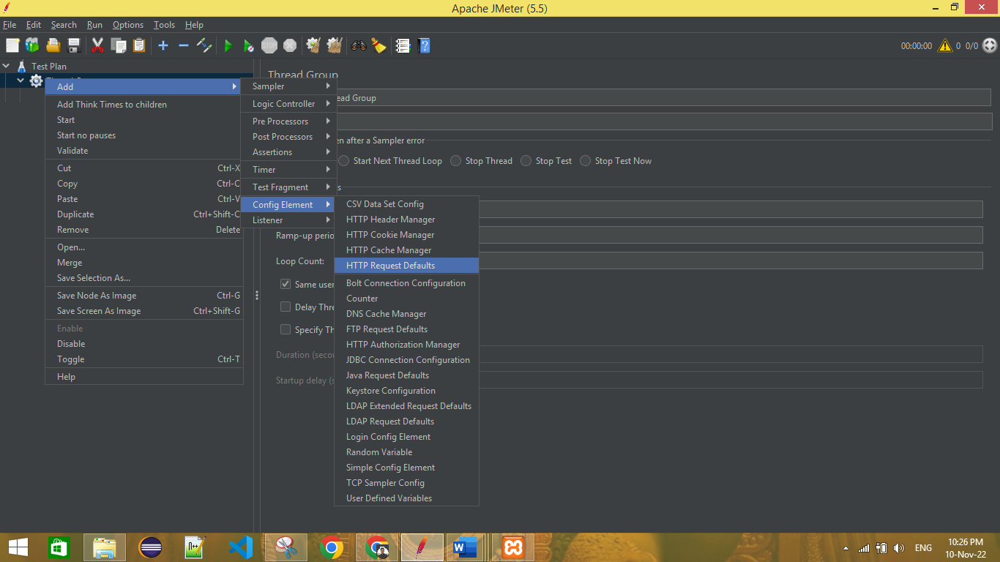 Apache JMeter (5.5)
File Edit Search Run Options Tools Help
STOP
00:00:00 0 0/0
Test Plan
Add
Add Think Times to children
Start
Start no pauses
Validate
Cut Ctrl-X
Copy Ctrl-C
Paste Ctrl-V
Duplicate Ctrl+Shift-C
Remove Delete
Open...
Merge
Save Selection As...
Save Node As Image Ctrl-G
Save Screen As Image Ctrl+Shift-G
Enable
Disable
Toggle Ctrl-T
Help
Sampler
Logic Controller
Pre Processors
Post Processors
Assertions
Timer
Test Fragment
Config Element
Listener
CSV Data Set Config
HTTP Header Manager
HTTP Cookie Manager
HTTP Cache Manager
HTTP Request Defaults
Bolt Connection Configuration
Counter
DNS Cache Manager
FTP Request Defaults
HTTP Authorization Manager
JDBC Connection Configuration
Java Request Defaults
Keystore Configuration
LDAP Extended Request Defaults
LDAP Request Defaults
Login Config Element
Random Variable
Simple Config Element
TCP Sampler Config
User Defined Variables
Thread Group
Group
after a Sampler error
Start Next Thread Loop Stop Thread Stop Test Stop Test Now
Ramp-up
Loop Count:
Same user
Delay
Specify
Duration
Startup delay
ENG
10:26 PM
10-Nov-22